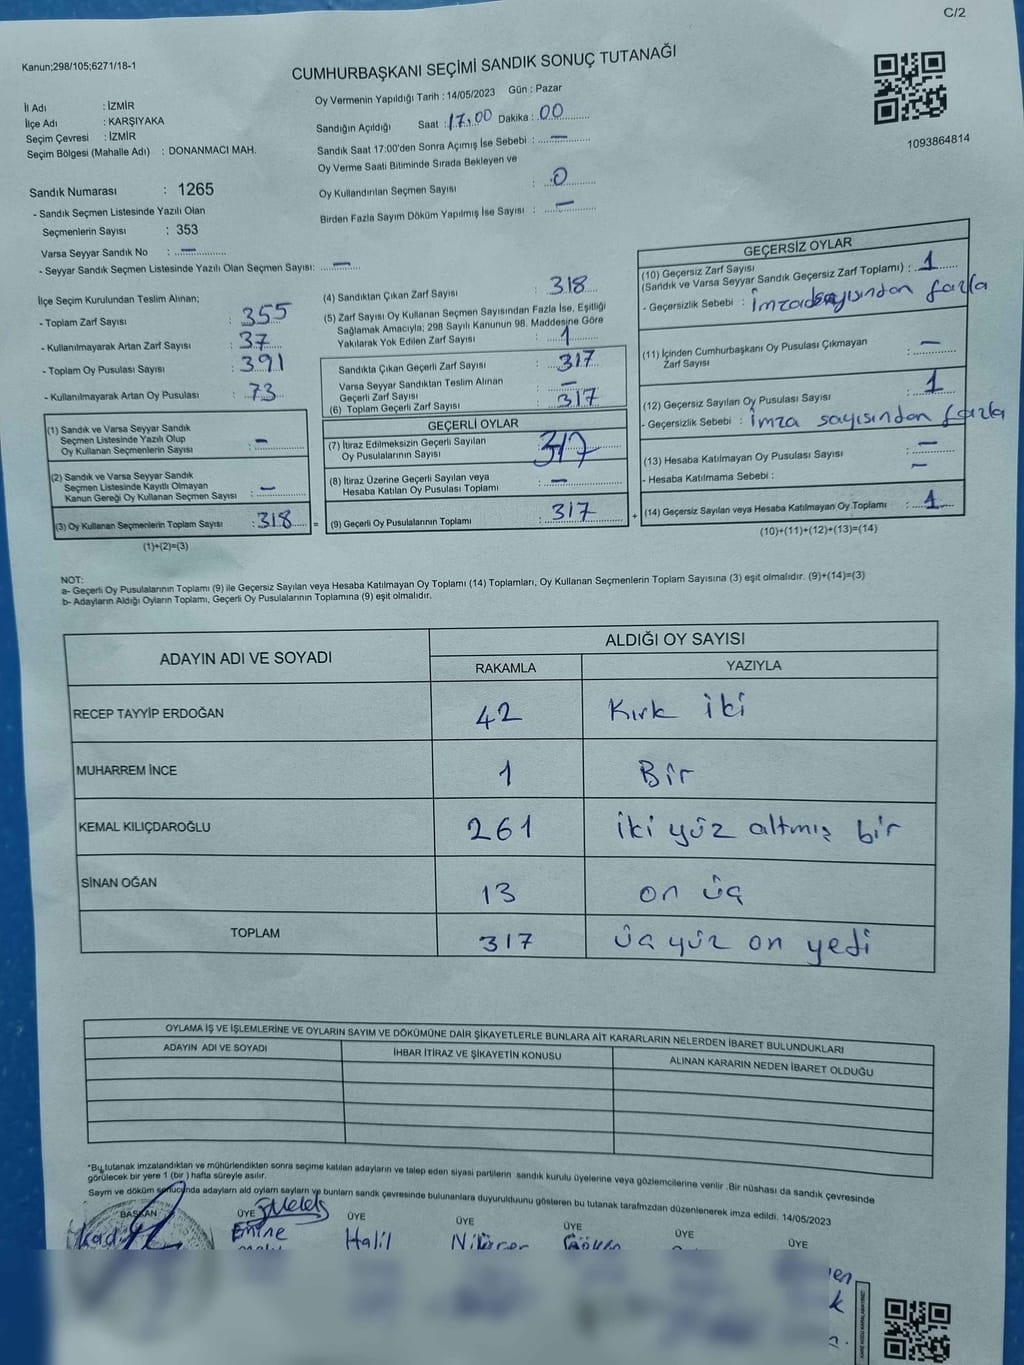 C/2
Kanun;298/105;6271/18-1
CUMHURBAŞKANI SEÇİMİ SANDIK SONUÇ TUTANAĞI
Oy Vermenin Yapıldığı Tarih : 14/05/2023 Gün : Pazar
İl Adı : İZMİR
İlçe Adı : KARŞIYAKA
Seçim Çevresi : İZMİR
Seçim Bölgesi (Mahalle Adı) : DONANMACI MAH.
Sandığın Açıldığı Saat : 17.00 Dakika : 00
Sandık Saat 17:00'den Sonra Açımış İse Sebebi : —
Oy Verme Saati Bitiminde Sırada Bekleyen ve
Oy Kullandırılan Seçmen Sayısı : 0
Birden Fazla Sayım Döküm Yapılmış İse Sayısı : —
1093864814
Sandık Numarası : 1265
- Sandık Seçmen Listesinde Yazılı Olan
Seçmenlerin Sayısı : 353
Varsa Seyyar Sandık No : —
- Seyyar Sandık Seçmen Listesinde Yazılı Olan Seçmen Sayısı: —
İlçe Seçim Kurulundan Teslim Alınan;
- Toplam Zarf Sayısı : 355
- Kullanılmayarak Artan Zarf Sayısı : 37
- Toplam Oy Pusulası Sayısı : 391
- Kullanılmayarak Artan Oy Pusulası : 73
(1) Sandık ve Varsa Seyyar Sandık
Seçmen Listesinde Yazılı Olup
Oy Kullanan Seçmenlerin Sayısı : —
(2) Sandık ve Varsa Seyyar Sandık
Seçmen Listesinde Kayıtlı Olmayan
Kanun Gereği Oy Kullanan Seçmen Sayısı : —
(3) Oy Kullanan Seçmenlerin Toplam Sayısı : 318 =
(1)+(2)=(3)
(4) Sandıktan Çıkan Zarf Sayısı : 318
(5) Zarf Sayısı Oy Kullanan Seçmen Sayısından Fazla İse, Eşitliği
Sağlamak Amacıyla; 298 Sayılı Kanunun 98. Maddesine Göre
Yakılarak Yok Edilen Zarf Sayısı : 1
Sandıkta Çıkan Geçerli Zarf Sayısı : 317
Varsa Seyyar Sandıktan Teslim Alınan
Geçerli Zarf Sayısı : —
(6) Toplam Geçerli Zarf Sayısı : 317
GEÇERLİ OYLAR
(7) İtiraz Edilmeksizin Geçerli Sayılan
Oy Pusulalarının Sayısı : 317
(8) İtiraz Üzerine Geçerli Sayılan veya
Hesaba Katılan Oy Pusulası Toplamı : —
(9) Geçerli Oy Pusulalarının Toplamı : 317 +
GEÇERSİZ OYLAR
(10) Geçersiz Zarf Sayısı
(Sandık ve Varsa Seyyar Sandık Geçersiz Zarf Toplamı) : 1
- Geçersizlik Sebebi : imza sayısından fazla
(11) İçinden Cumhurbaşkanı Oy Pusulası Çıkmayan
Zarf Sayısı : —
(12) Geçersiz Sayılan Oy Pusulası Sayısı : 1
- Geçersizlik Sebebi : imza sayısından fazla
(13) Hesaba Katılmayan Oy Pusulası Sayısı : —
- Hesaba Katılmama Sebebi : —
(14) Geçersiz Sayılan veya Hesaba Katılmayan Oy Toplamı : 1
(10)+(11)+(12)+(13)=(14)
NOT:
a- Geçerli Oy Pusulalarının Toplamı (9) ile Geçersiz Sayılan veya Hesaba Katılmayan Oy Toplamı (14) Toplamları, Oy Kullanan Seçmenlerin Toplam Sayısına (3) eşit olmalıdır. (9)+(14)=(3)
b- Adayların Aldığı Oyların Toplamı, Geçerli Oy Pusulalarının Toplamına (9) eşit olmalıdır.
ADAYIN ADI VE SOYADI ALDIĞI OY SAYISI
RAKAMLA YAZIYLA
RECEP TAYYİP ERDOĞAN 42 Kırk iki
MUHARREM İNCE 1 Bir
KEMAL KILIÇDAROĞLU 261 iki yüz altmış bir
SİNAN OĞAN 13 on üç
TOPLAM 317 üç yüz on yedi
OYLAMA İŞ VE İŞLEMLERİNE VE OYLARIN SAYIM VE DÖKÜMÜNE DAİR ŞİKAYETLERLE BUNLARA AİT KARARLARIN NELERDEN İBARET BULUNDUKLARI
ADAYIN ADI VE SOYADI İHBAR İTİRAZ VE ŞİKAYETİN KONUSU ALINAN KARARIN NEDEN İBARET OLDUĞU
*Bu tutanak imzalandıktan ve mühürlendikten sonra seçime katılan adayların ve talep eden siyasi partilerin sandık kurulu üyelerine veya gözlemcilerine verilir .Bir nüshası da sandık çevresinde
görülecek bir yere 1 (bir ) hafta süreyle asılır.
Sayım ve döküm sonucunda adayların ald oyların sayların ve bunların sandık çevresinde bulunanlara duyurulduunu gösteren bu tutanak tarafmzdan düzenlenerek imza edildi. 14/05/2023
BAŞKAN ÜYE ÜYE ÜYE ÜYE ÜYE ÜYE
Emine Halil Nilüfer Gökhan